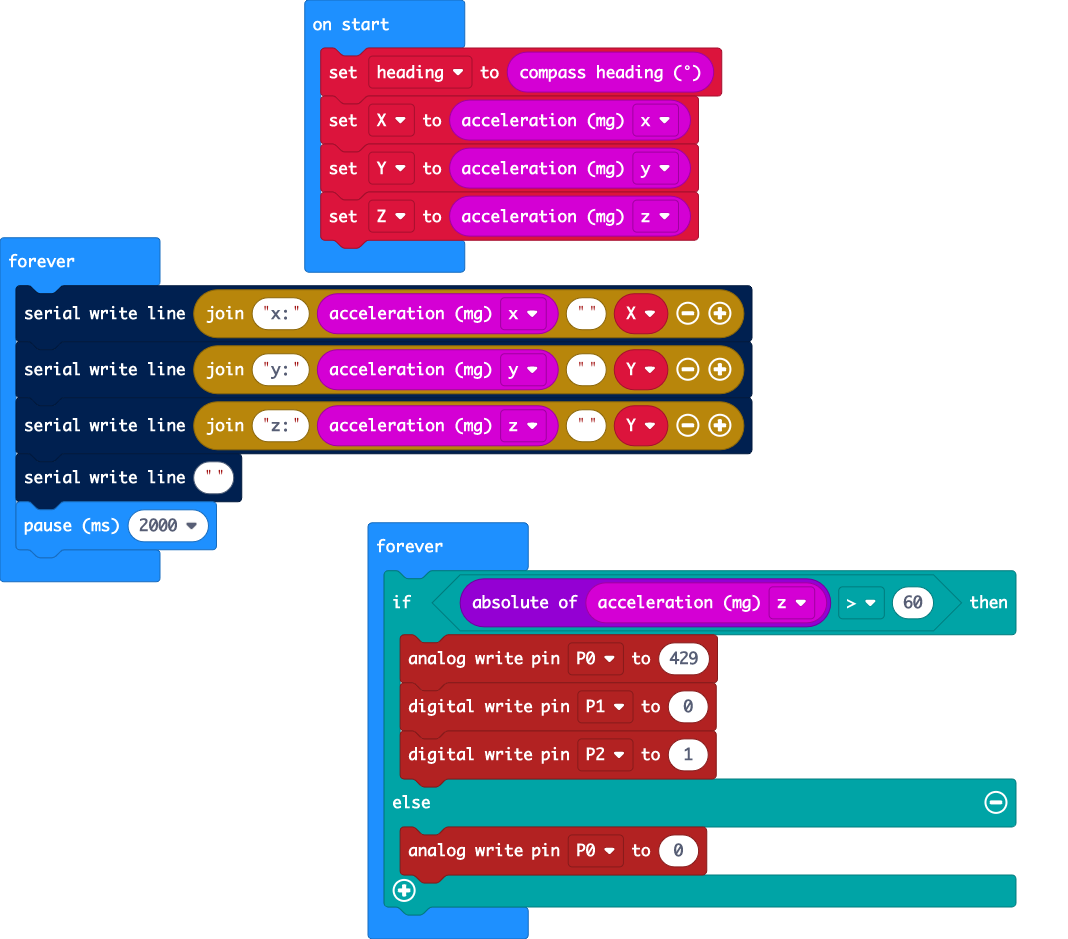 on start
set heading to compass heading (°)
set X to acceleration (mg) x
set Y to acceleration (mg) y
set Z to acceleration (mg) z
forever
serial write line join "x:" acceleration (mg) x " " X
serial write line join "y:" acceleration (mg) y " " Y
serial write line join "z:" acceleration (mg) z " " Y
serial write line " "
pause (ms) 2000
forever
if absolute of acceleration (mg) z > 60 then
analog write pin P0 to 429
digital write pin P1 to 0
digital write pin P2 to 1
else
analog write pin P0 to 0